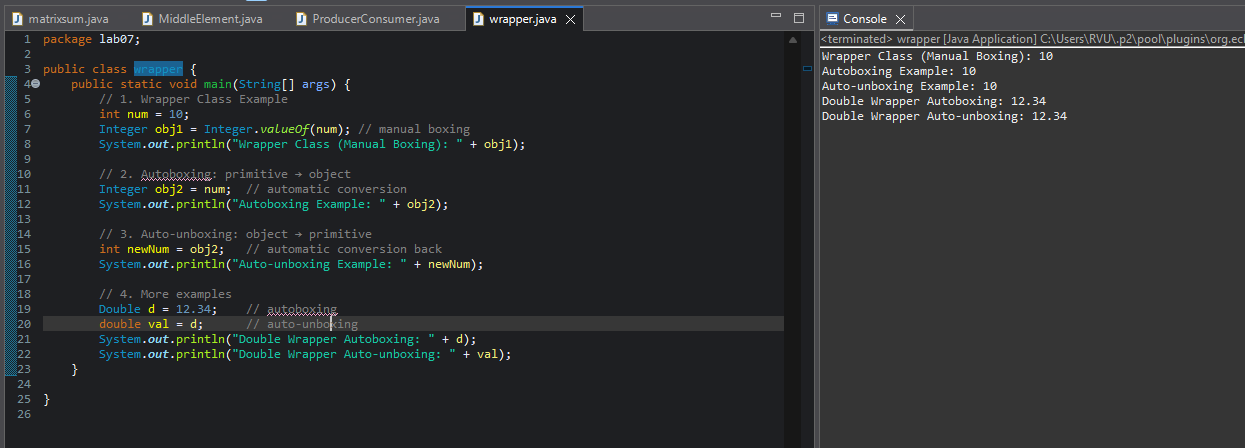 matrixsum.java MiddleElement.java ProducerConsumer.java wrapper.java
1 package lab07;
2
3 public class wrapper {
4 public static void main(String[] args) {
5 // 1. Wrapper Class Example
6 int num = 10;
7 Integer obj1 = Integer.valueOf(num); // manual boxing
8 System.out.println("Wrapper Class (Manual Boxing): " + obj1);
9
10 // 2. Autoboxing: primitive → object
11 Integer obj2 = num; // automatic conversion
12 System.out.println("Autoboxing Example: " + obj2);
13
14 // 3. Auto-unboxing: object → primitive
15 int newNum = obj2; // automatic conversion back
16 System.out.println("Auto-unboxing Example: " + newNum);
17
18 // 4. More examples
19 Double d = 12.34; // autoboxing
20 double val = d; // auto-unboxing
21 System.out.println("Double Wrapper Autoboxing: " + d);
22 System.out.println("Double Wrapper Auto-unboxing: " + val);
23 }
24
25 }
26
Console
<terminated> wrapper [Java Application] C:\Users\RVU\.p2\pool\plugins\org.ecl
Wrapper Class (Manual Boxing): 10
Autoboxing Example: 10
Auto-unboxing Example: 10
Double Wrapper Autoboxing: 12.34
Double Wrapper Auto-unboxing: 12.34